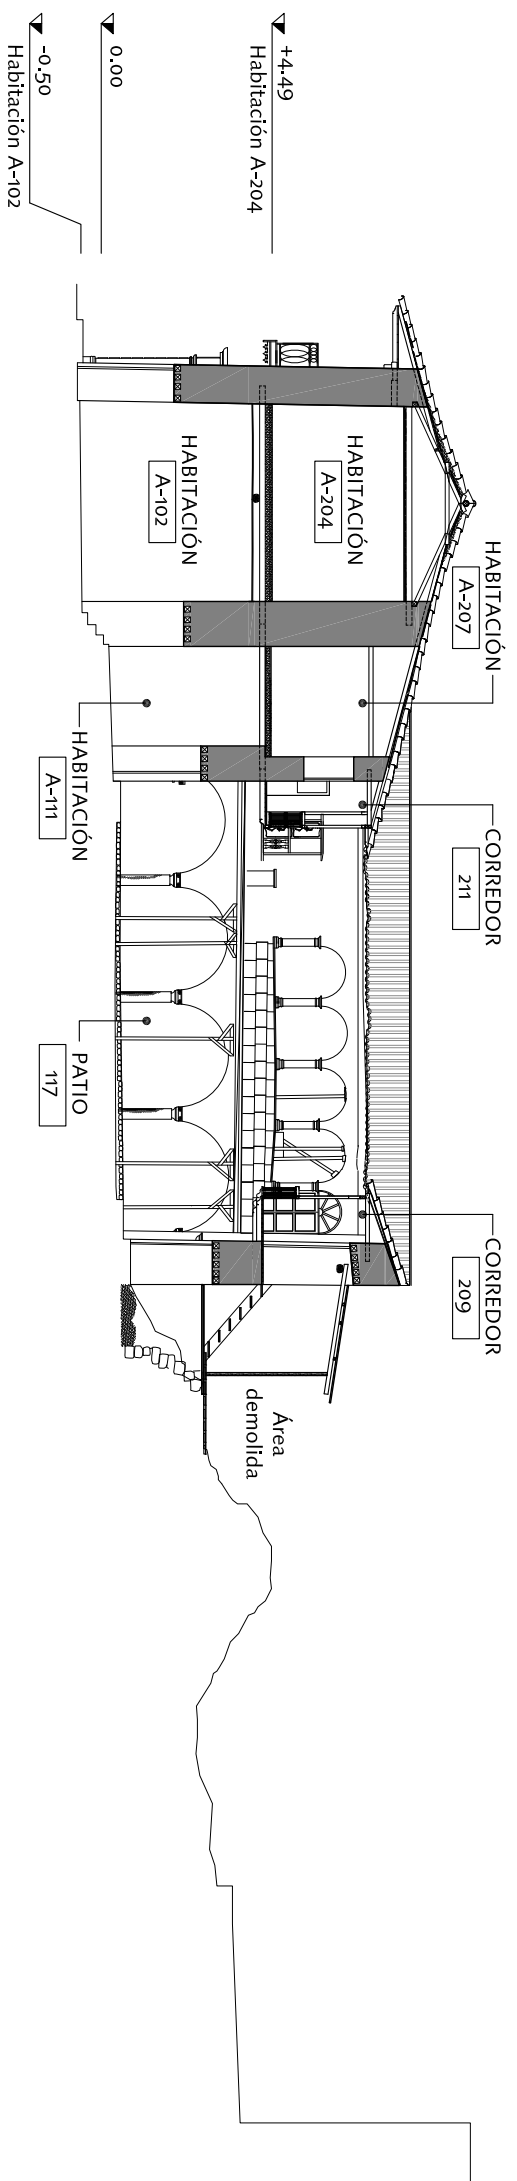 +4.49
Habitación A-204
0.00
-0.50
Habitación A-102
HABITACIÓN
A-204
HABITACIÓN
A-102
HABITACIÓN
A-207
HABITACIÓN
A-111
CORREDOR
211
PATIO
117
CORREDOR
209
Área
demolida